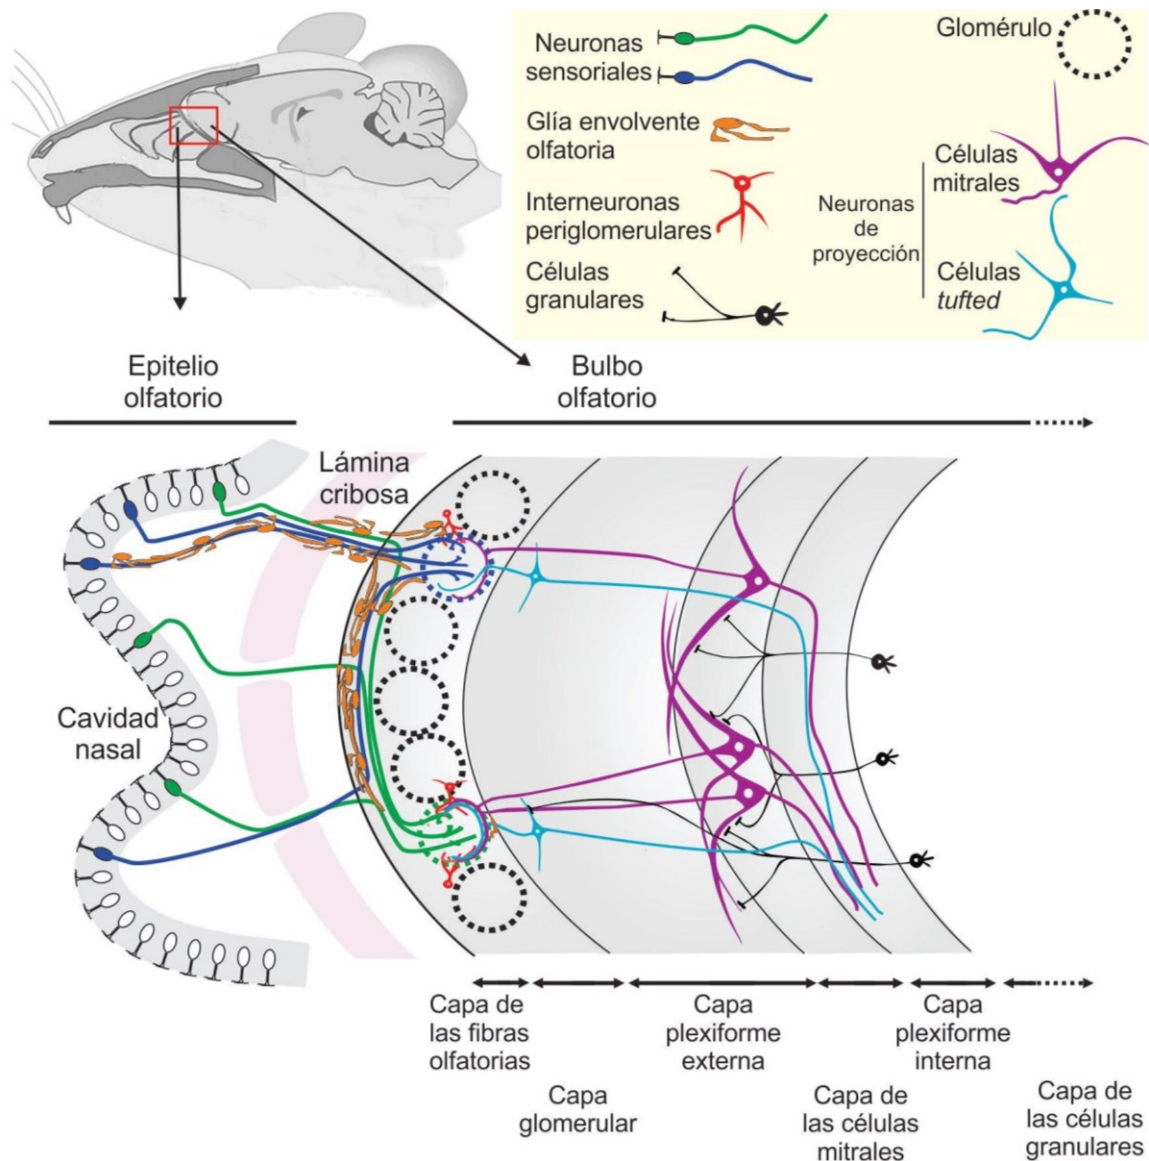 Neuronas
sensoriales
Glía envolvente
olfatoria
Interneuronas
periglomerulares
Células
granulares
Glomérulo
Neuronas
de
proyección
Células
mitrales
Células
tufted
Epitelio
olfatorio
Bulbo
olfatorio
Lámina
cribosa
Cavidad
nasal
Capa de
las fibras
olfatorias
Capa
glomerular
Capa
plexiforme
externa
Capa de
las células
mitrales
Capa
plexiforme
interna
Capa de
las células
granulares